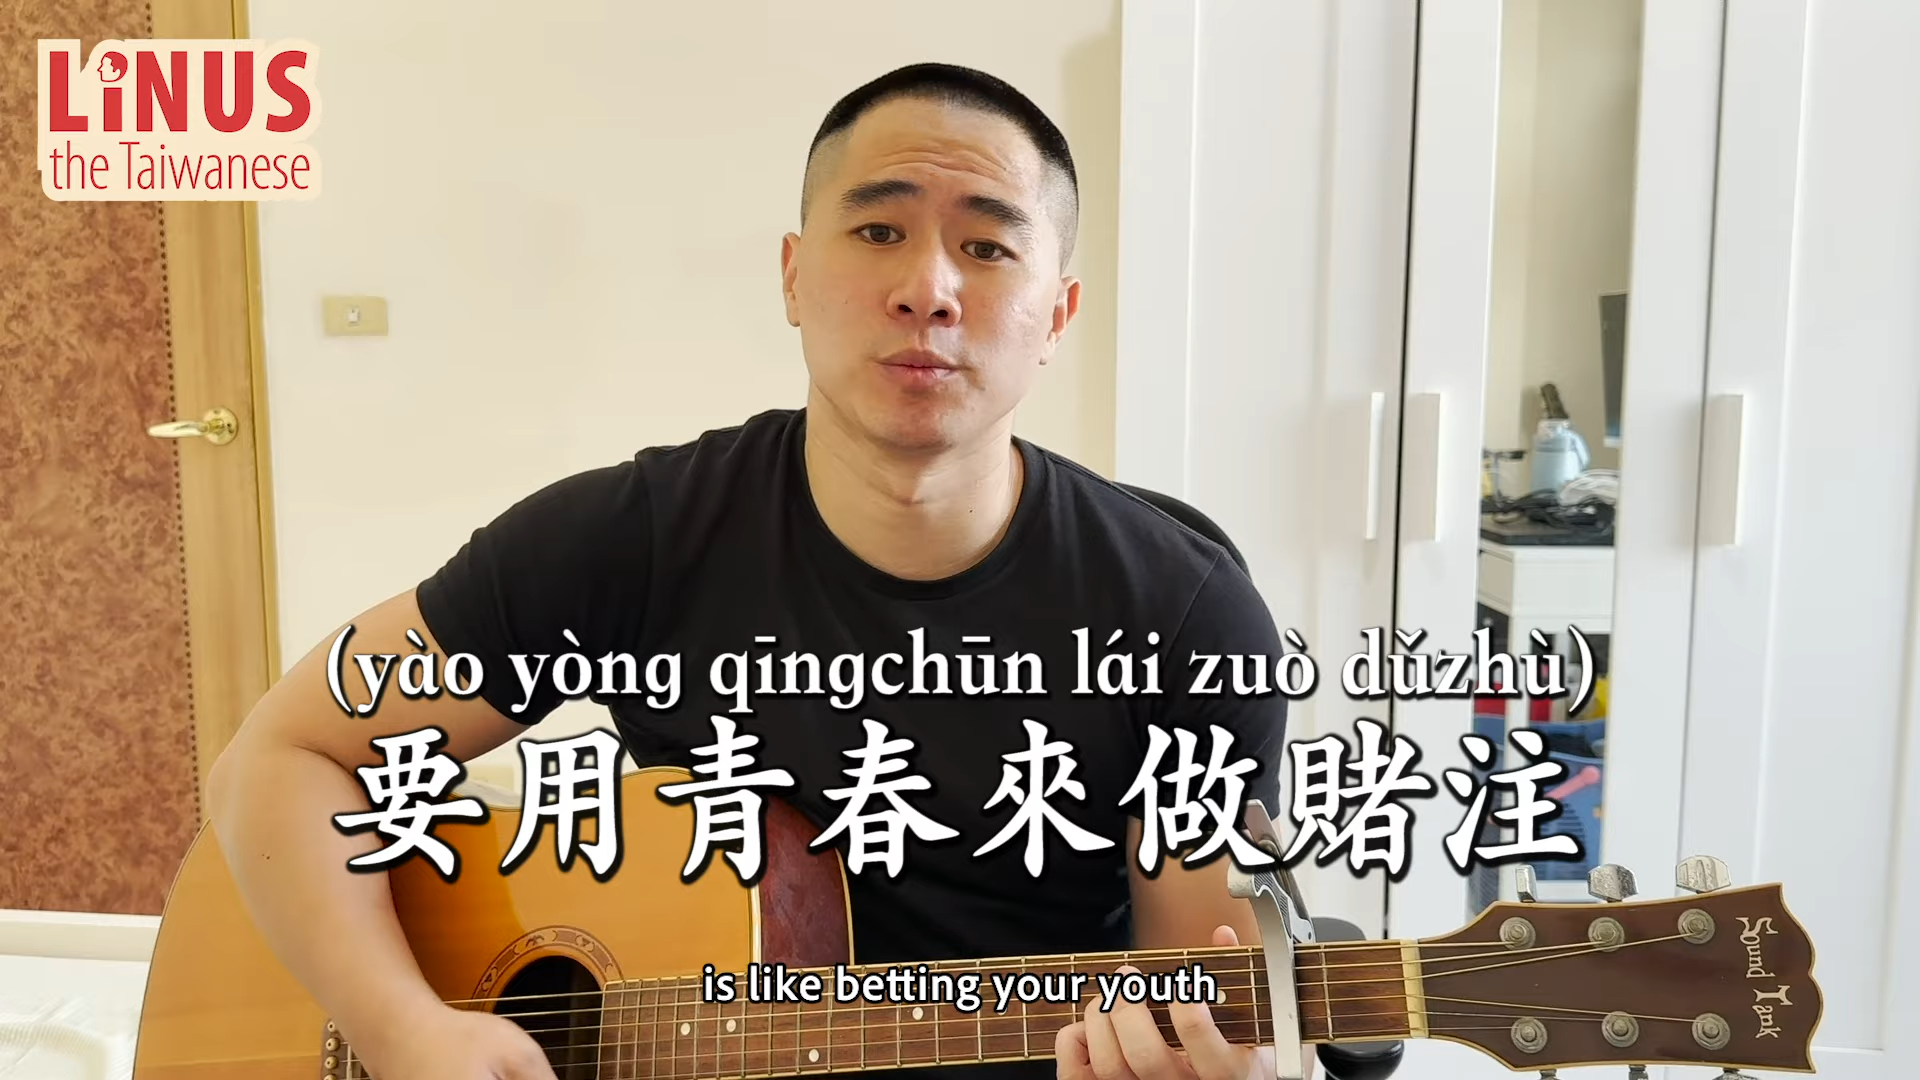 LiNUS
the Taiwanese
(yào yòng qīngchūn lái zuò dǔzhù)
要用青春來做賭注
is like betting your youth
Sound Tank